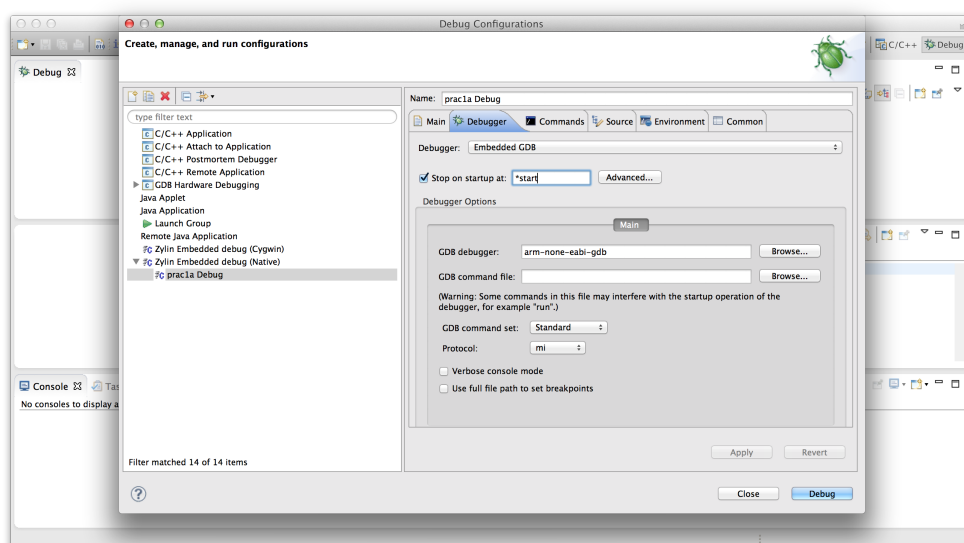 Debug Configurations
Create, manage, and run configurations
C/C++ Debug
Debug
Name: prac1a Debug
type filter text
Main Debugger Commands Source Environment Common
C/C++ Application
C/C++ Attach to Application
C/C++ Postmortem Debugger
C/C++ Remote Application
GDB Hardware Debugging
Java Applet
Java Application
Launch Group
Remote Java Application
Zylin Embedded debug (Cygwin)
Zylin Embedded debug (Native)
prac1a Debug
Filter matched 14 of 14 items
Debugger: Embedded GDB
Stop on startup at: *start Advanced...
Debugger Options
Main
GDB debugger: arm-none-eabi-gdb Browse...
GDB command file: Browse...
(Warning: Some commands in this file may interfere with the startup operation of the
debugger, for example "run".)
GDB command set: Standard
Protocol: mi
Verbose console mode
Use full file path to set breakpoints
Apply Revert
Close Debug
Console Tas
No consoles to display a